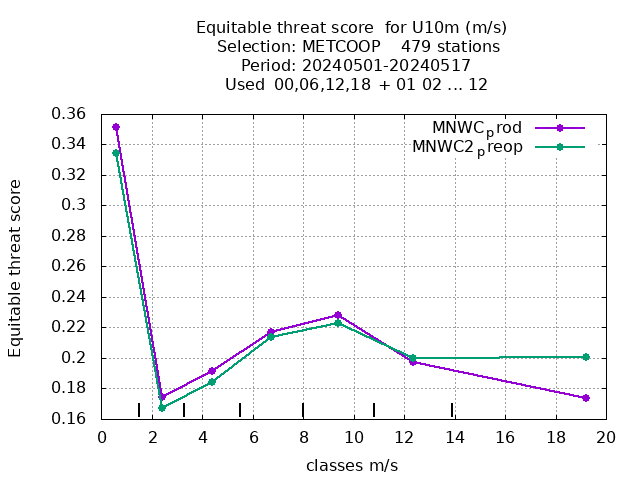 Equitable threat score for U10m (m/s)
Selection: METCOOP 479 stations
Period: 20240501-20240517
Used 00,06,12,18 + 01 02 ... 12
MNWCprod
MNWC2preop
Equitable threat score
0.36
0.34
0.32
0.3
0.28
0.26
0.24
0.22
0.2
0.18
0.16
0 2 4 6 8 10 12 14 16 18 20
classes m/s